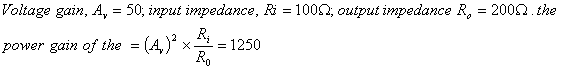 Voltage gain, A_v = 50; input impedance, Ri = 100Ω; output impedance R_o = 200Ω . the
power gain of the = (A_v)² × R_i/R_0 = 1250